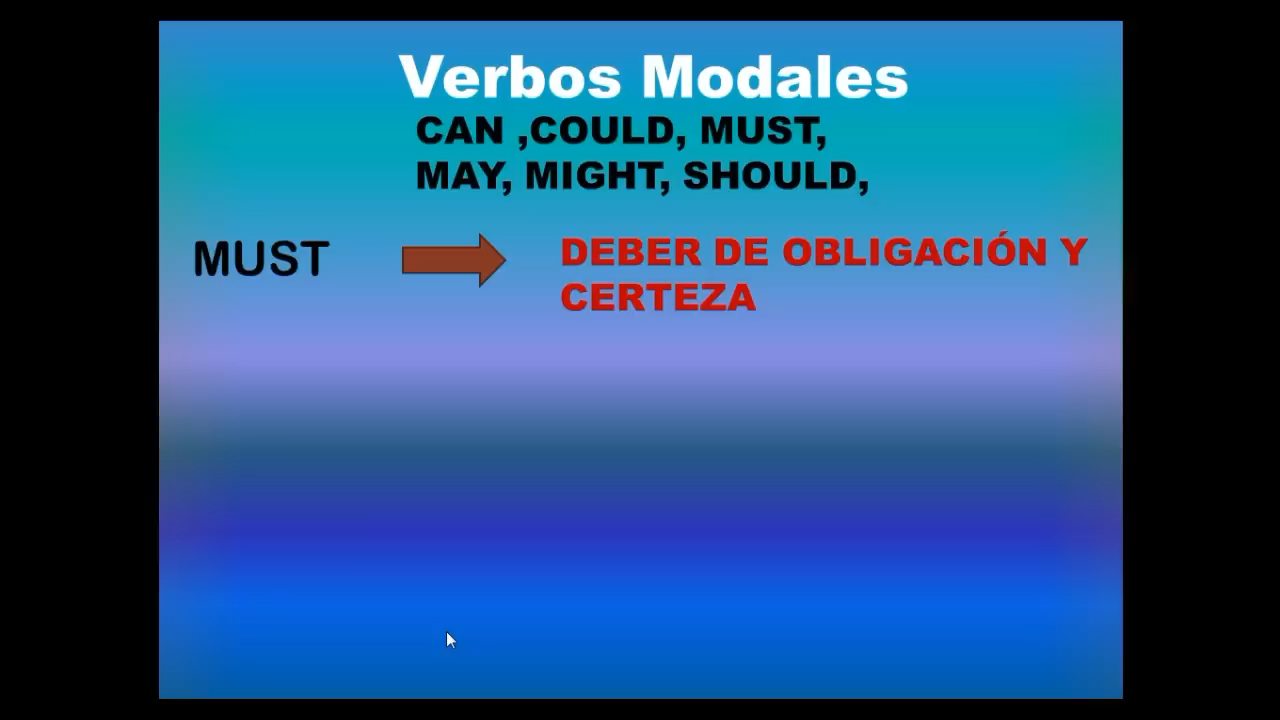 Verbos Modales
CAN ,COULD, MUST,
MAY, MIGHT, SHOULD,
MUST
DEBER DE OBLIGACIÓN Y
CERTEZA